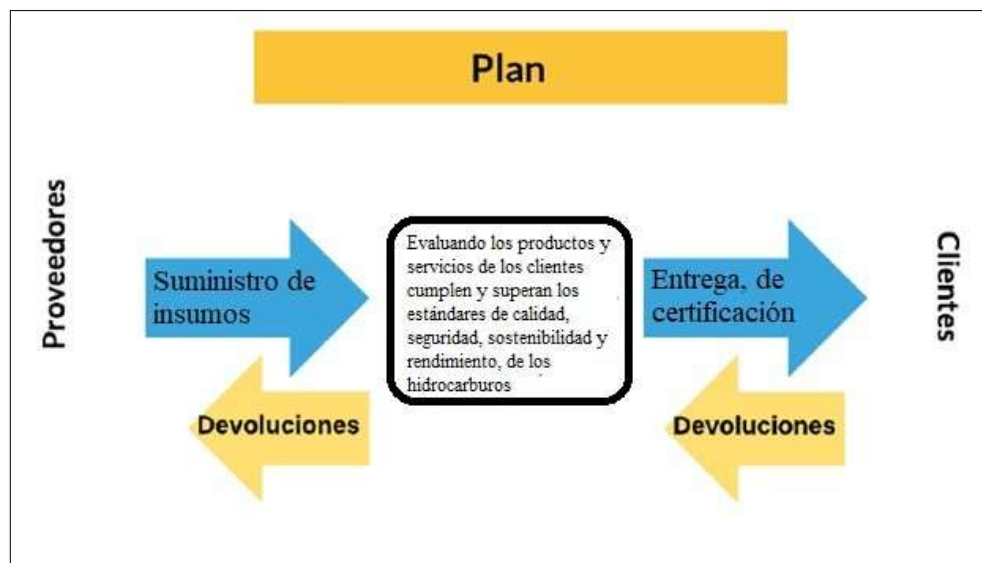 Plan
Proveedores
Suministro de
insumos
Devoluciones
Evaluando los productos y
servicios de los clientes
cumplen y superan los
estándares de calidad,
seguridad, sostenibilidad y
rendimiento, de los
hidrocarburos
Entrega, de
certificación
Devoluciones
Clientes